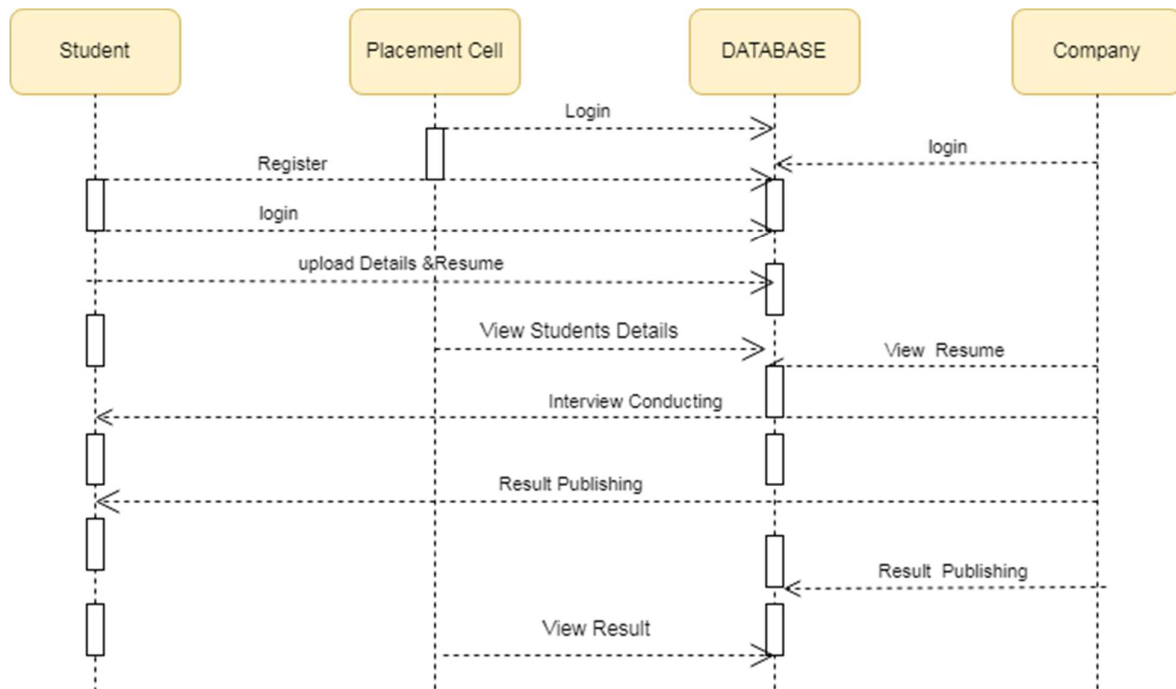 Student
Placement Cell
DATABASE
Company
Login
login
Register
login
upload Details &Resume
View Students Details
View Resume
Interview Conducting
Result Publishing
Result Publishing
View Result